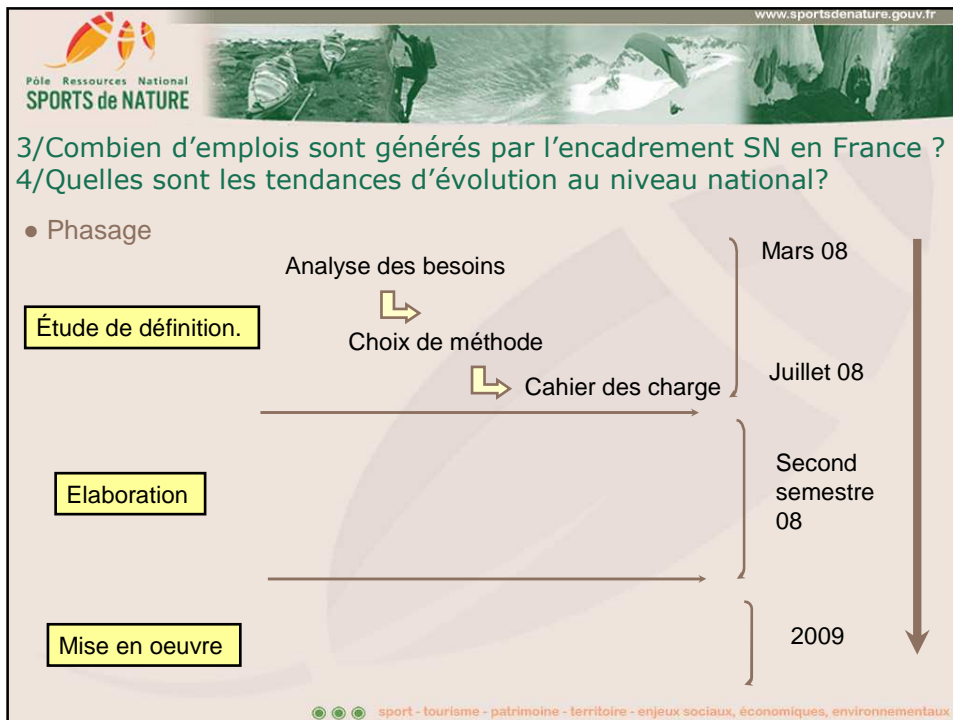 www.sportsdenature.gouv.fr
Pôle Ressources National
SPORTS de NATURE
3/Combien d'emplois sont générés par l'encadrement SN en France ?
4/Quelles sont les tendances d'évolution au niveau national?
● Phasage
Mars 08
Analyse des besoins
Étude de définition.
Choix de méthode
Juillet 08
Cahier des charge
Second
semestre
08
Elaboration
Mise en oeuvre
2009
sport - tourisme - patrimoine - territoire - enjeux sociaux, économiques, environnementaux